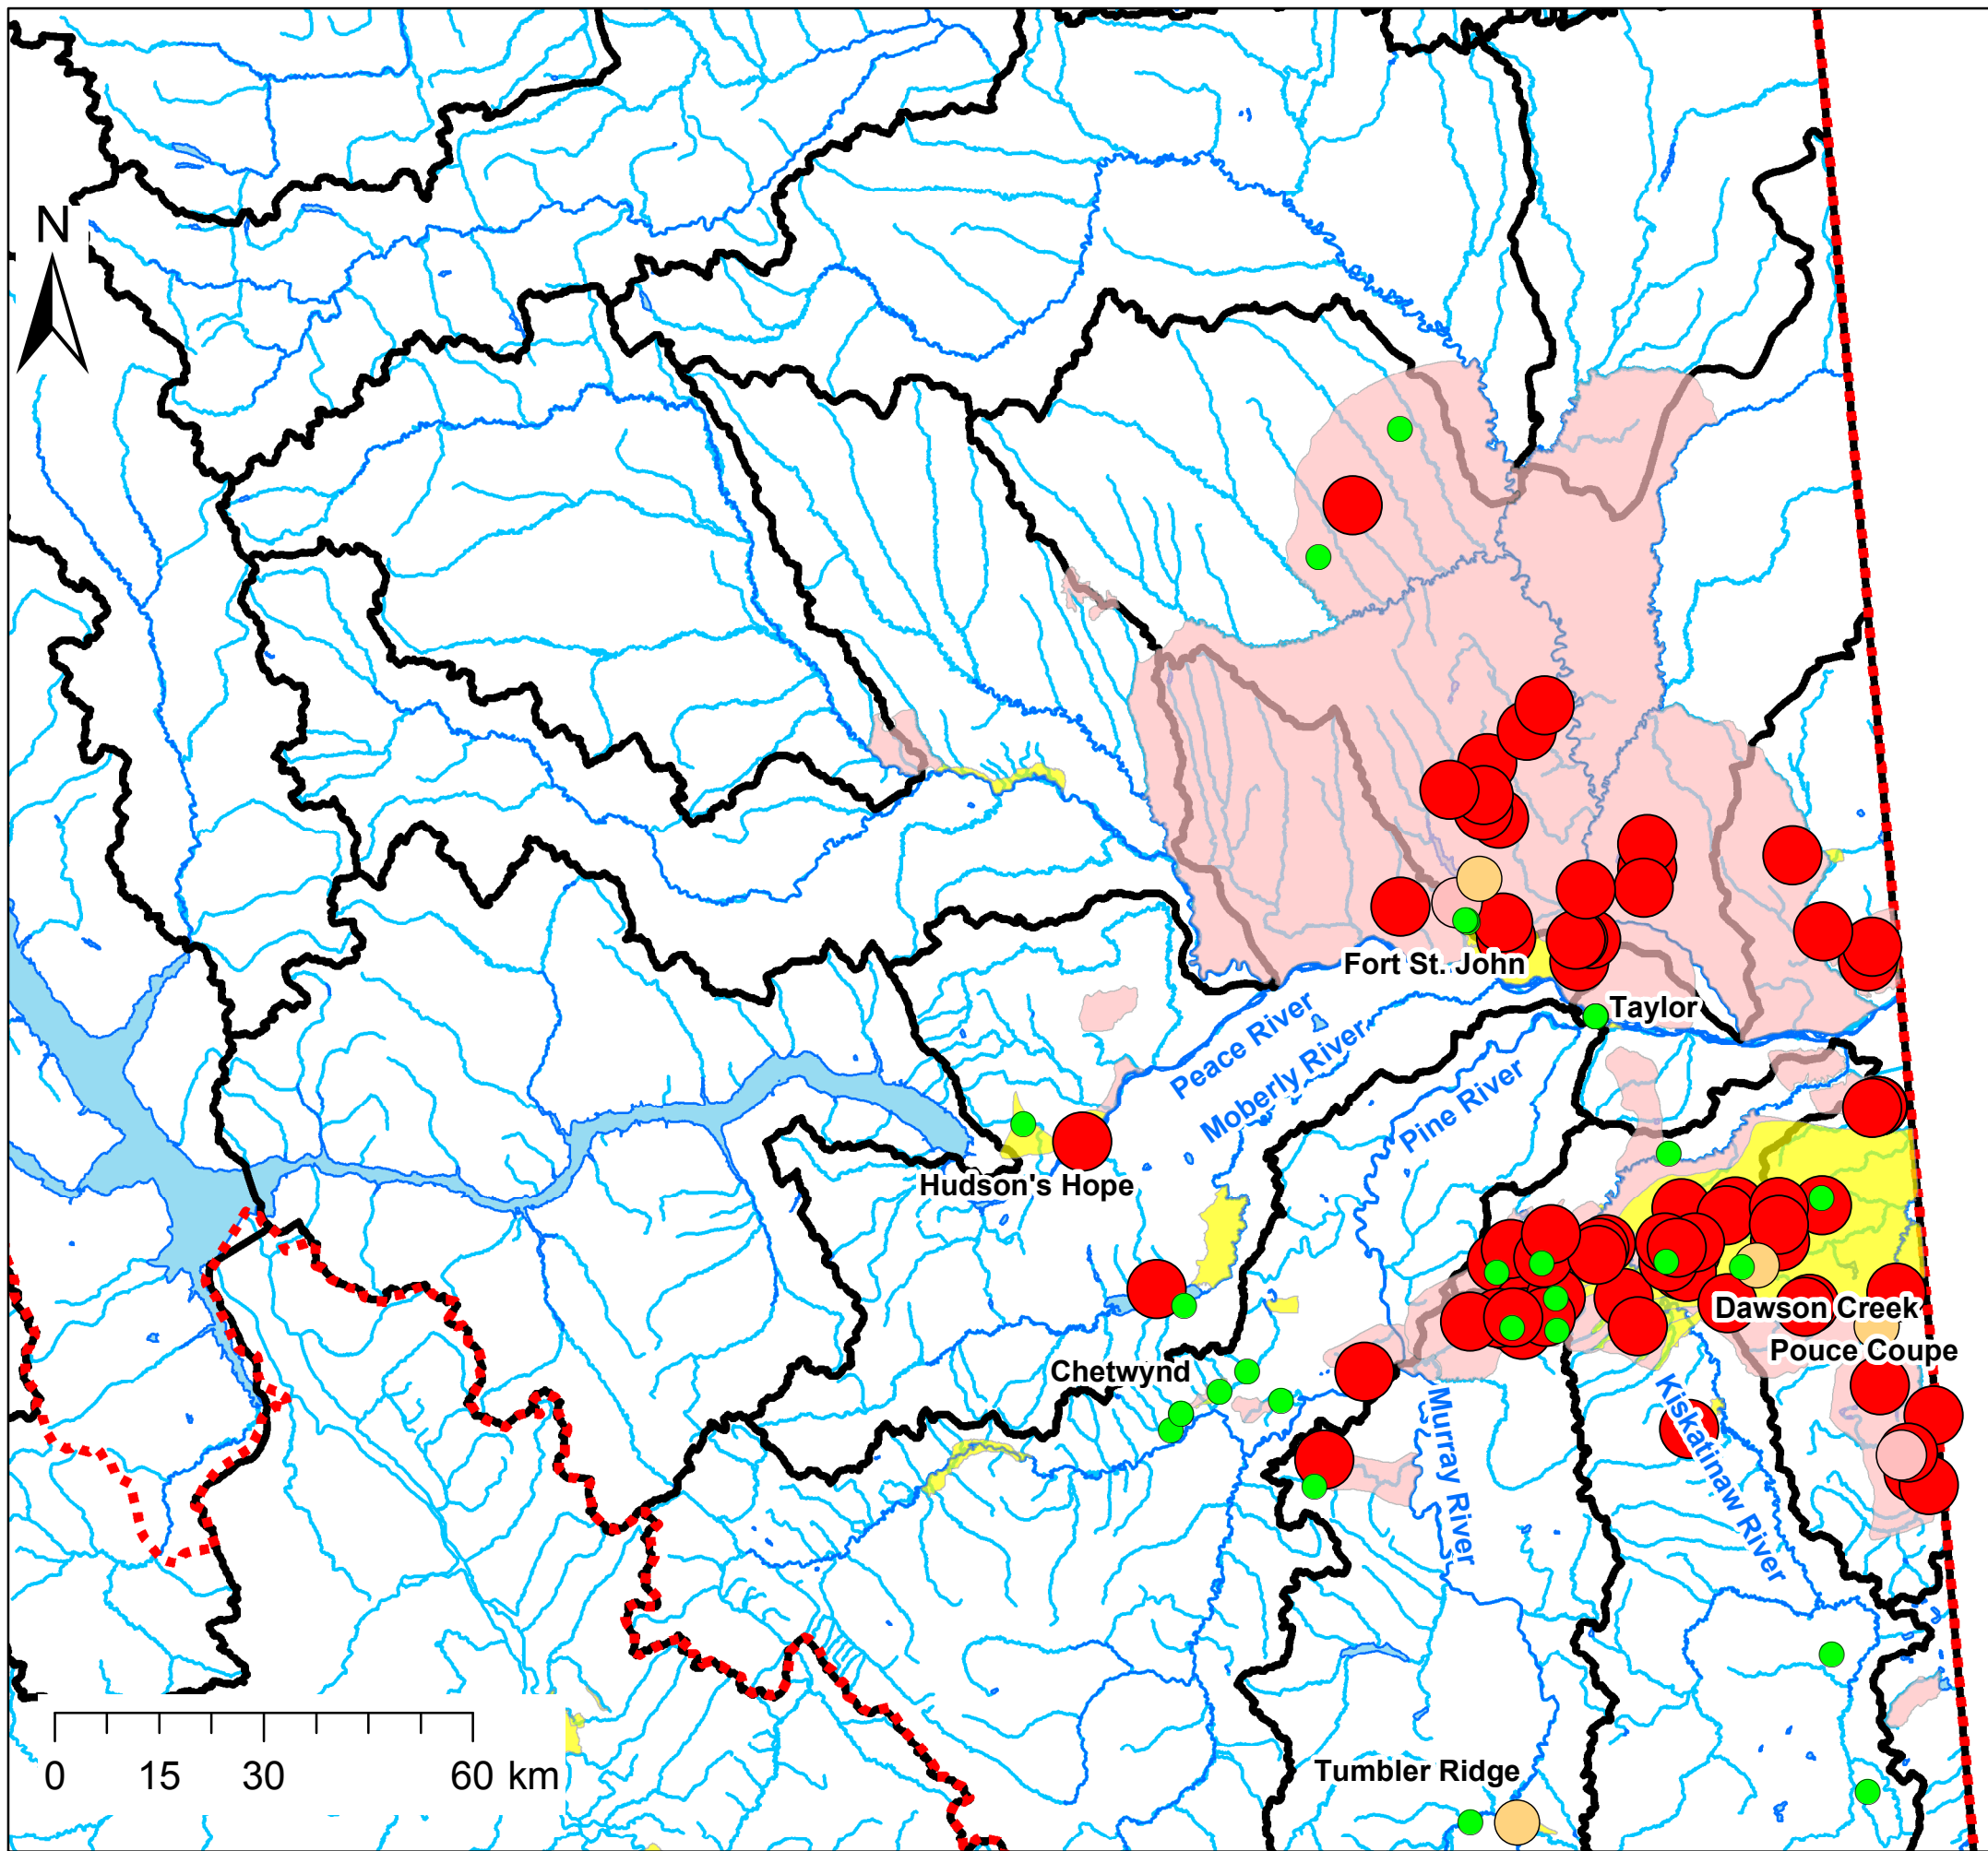 N
Fort St. John
Taylor
Peace River
Moberly River
Pine River
Hudson's Hope
Dawson Creek
Pouce Coupe
Chetwynd
Murray River
Kiskatinaw River
Tumbler Ridge
0 15 30 60 km